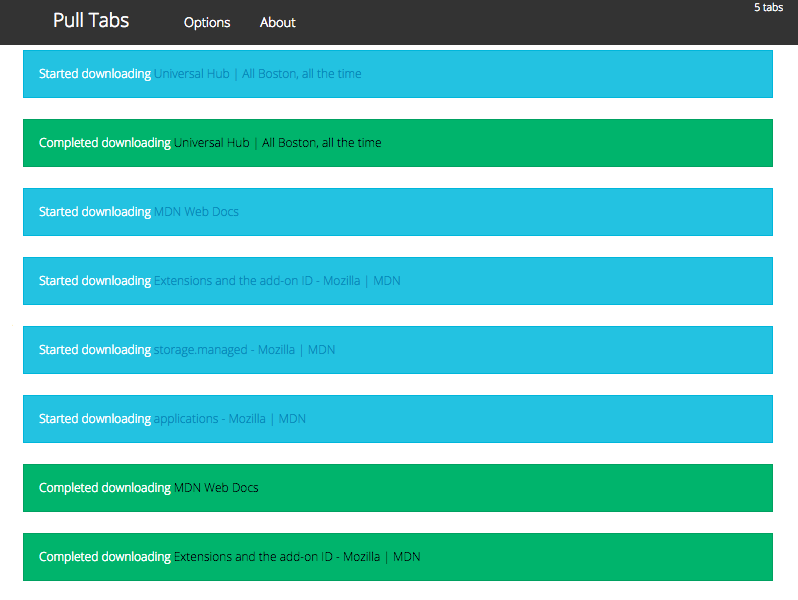 Pull Tabs Options About 5 tabs
Started downloading Universal Hub | All Boston, all the time
Completed downloading Universal Hub | All Boston, all the time
Started downloading MDN Web Docs
Started downloading Extensions and the add-on ID - Mozilla | MDN
Started downloading storage.managed - Mozilla | MDN
Started downloading applications - Mozilla | MDN
Completed downloading MDN Web Docs
Completed downloading Extensions and the add-on ID - Mozilla | MDN